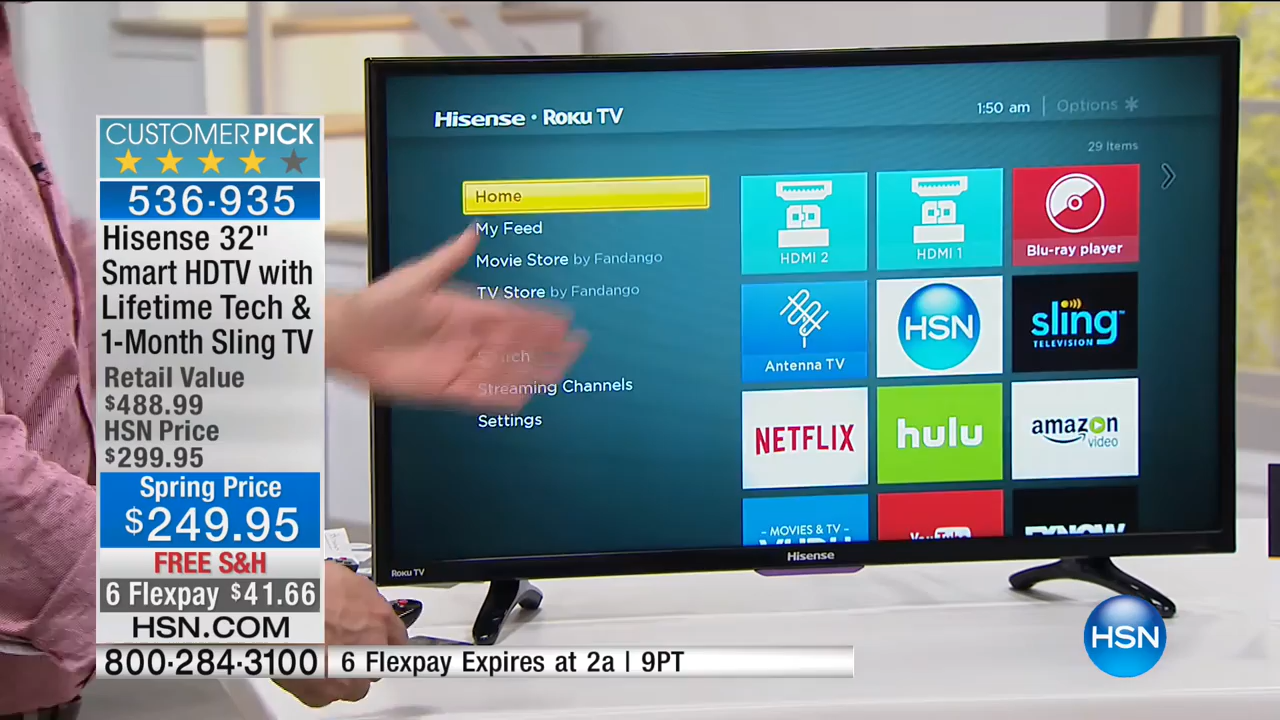 CUSTOMER PICK
536-935
Hisense 32"
Smart HDTV with
Lifetime Tech &
1-Month Sling TV
Retail Value
$488.99
HSN Price
$299.95
Spring Price
$249.95
FREE S&H
6 Flexpay $41.66
HSN.COM
800·284·3100
6 Flexpay Expires at 2a | 9PT
Hisense • Roku TV
1:50 am | Options *
29 Items
Home
My Feed
Movie Store by Fandango
TV Store by Fandango
Streaming Channels
Settings
HDMI 2
HDMI 1
Blu-ray player
Antenna TV
HSN
sling
TELEVISION
NETFLIX
hulu
amazon
video
- MOVIES & TV -
VUDU
YouTube
FXNOW
Hisense
Roku TV
HSN